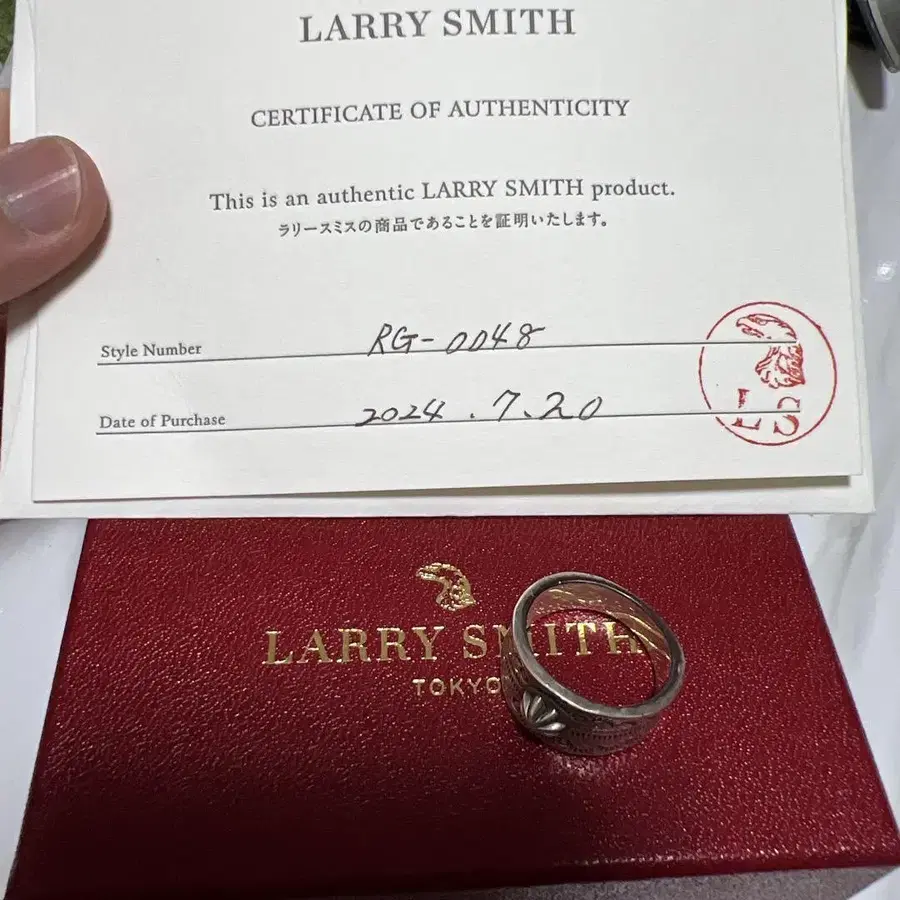 LARRY SMITH
CERTIFICATE OF AUTHENTICITY
This is an authentic LARRY SMITH product.
ラリースミスの商品であることを証明いたします。
Style Number RG-0048
Date of Purchase 2024.7.20
LS
LARRY SMITH
TOKYO